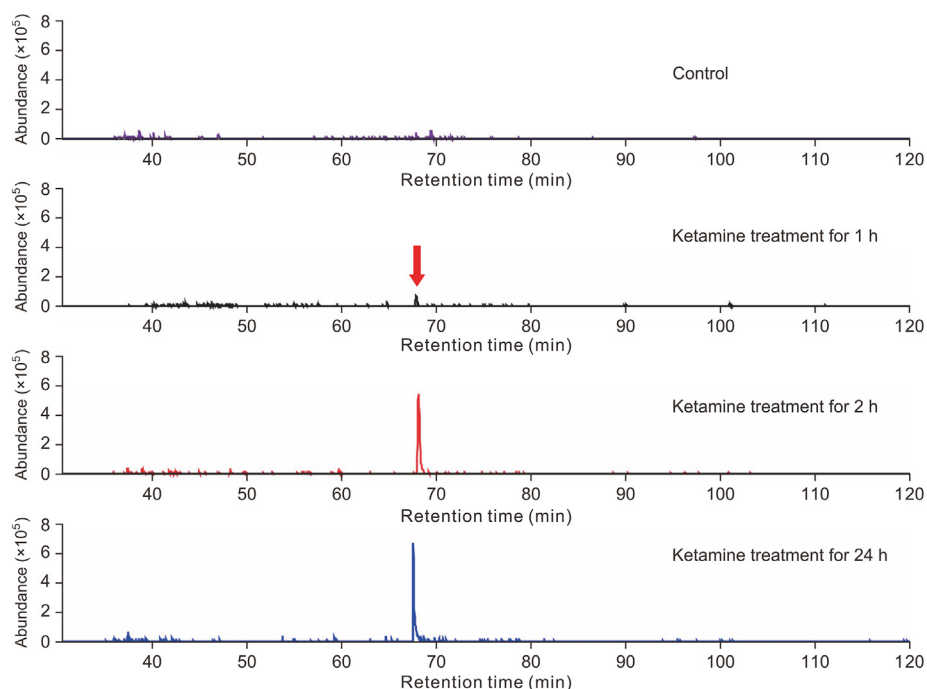 Abundance (×10⁵)
8
6
4
2
0
Control
40 50 60 70 80 90 100 110 120
Retention time (min)
Abundance (×10⁵)
8
6
4
2
0
Ketamine treatment for 1 h
40 50 60 70 80 90 100 110 120
Retention time (min)
Abundance (×10⁵)
8
6
4
2
0
Ketamine treatment for 2 h
40 50 60 70 80 90 100 110 120
Retention time (min)
Abundance (×10⁵)
8
6
4
2
0
Ketamine treatment for 24 h
40 50 60 70 80 90 100 110 120
Retention time (min)